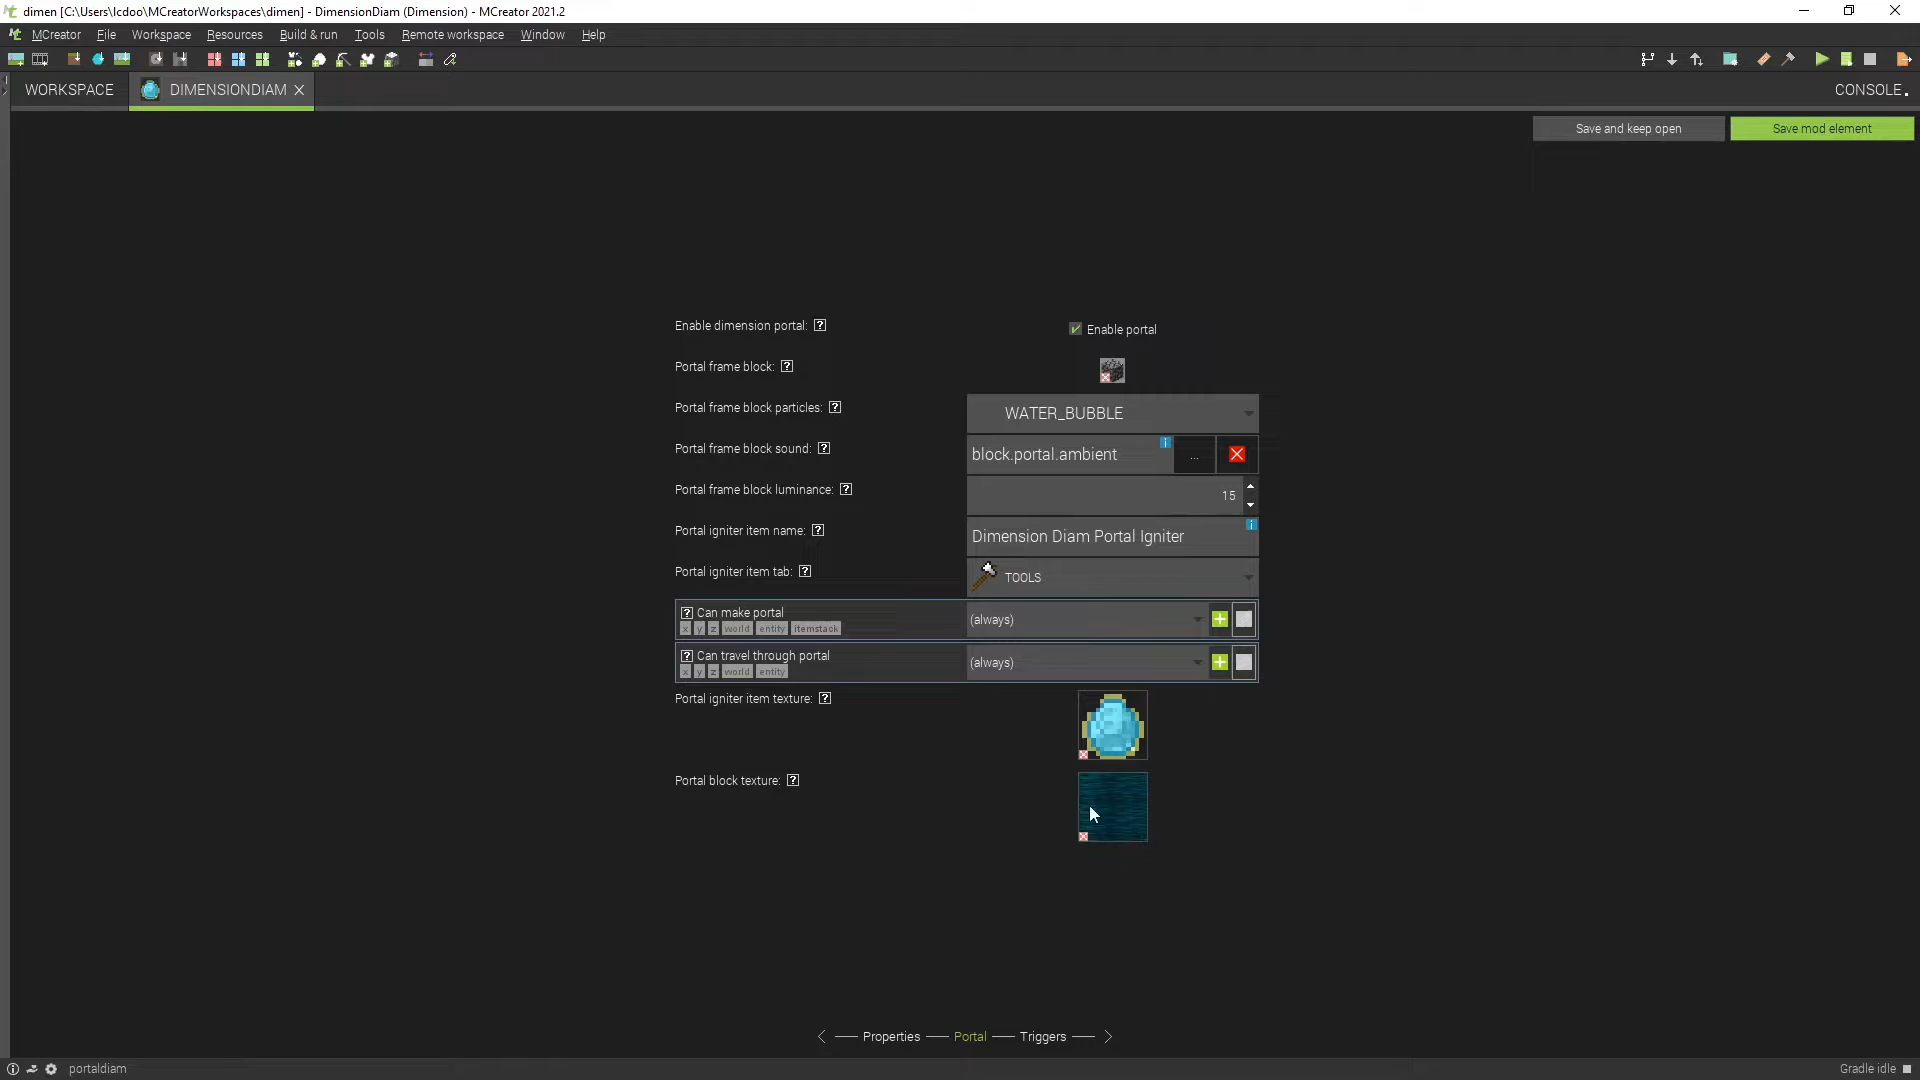 dimen [C:\Users\lcdoo\MCreatorWorkspaces\dimen] - DimensionDiam (Dimension) - MCreator 2021.2
MCreator File Workspace Resources Build & run Tools Remote workspace Window Help
WORKSPACE DIMENSIONDIAM CONSOLE
Save and keep open Save mod element
Enable dimension portal: ? Enable portal
Portal frame block: ?
Portal frame block particles: ? WATER_BUBBLE
Portal frame block sound: ? block.portal.ambient i ...
Portal frame block luminance: ? 15
Portal igniter item name: ? Dimension Diam Portal Igniter i
Portal igniter item tab: ? TOOLS
? Can make portal (always)
x y z world entity itemstack
? Can travel through portal (always)
x y z world entity
Portal igniter item texture: ?
Portal block texture: ?
Properties Portal Triggers
portaldiam Gradle idle